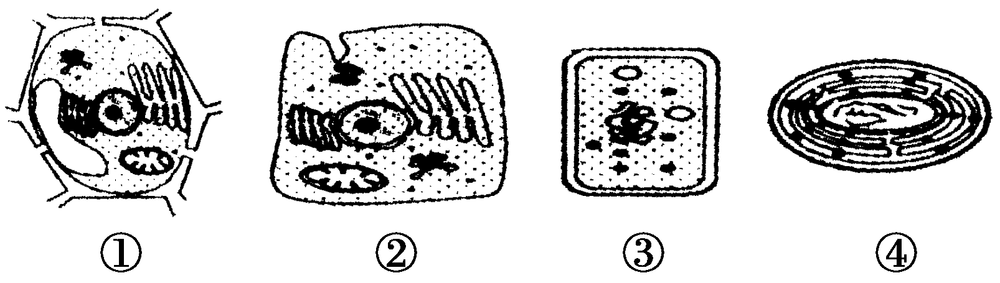 ① ② ③ ④